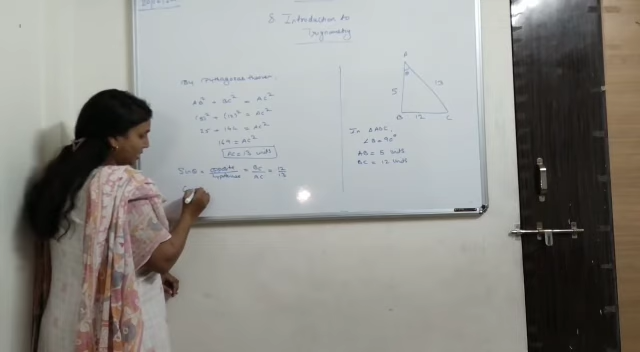 8 Introduction to
Trigonometry
By Pythagoras theorem.
AB² + BC² = AC²
(5)² + (12)² = AC²
25 + 144 = AC²
169 = AC²
AC = 13 units
Sinθ = opposite/hypotenuse = BC/AC = 12/13
A
θ
5
13
B 12 C
In ΔABC,
∠B = 90°
AB = 5 units
BC = 12 units